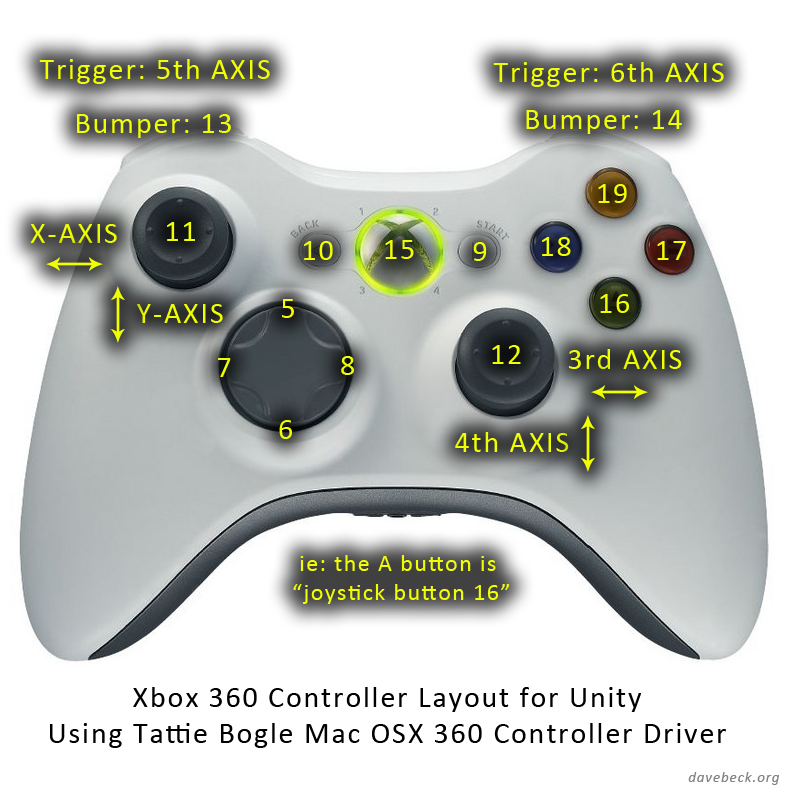 Trigger: 5th AXIS
Trigger: 6th AXIS
Bumper: 13
Bumper: 14
19
X-AXIS
11
BACK
1
2
START
10
15
9
18
17
3
4
16
Y-AXIS
5
7
8
6
12
3rd AXIS
4th AXIS
ie: the A button is
“joystick button 16”
Xbox 360 Controller Layout for Unity
Using Tattie Bogle Mac OSX 360 Controller Driver
davebeck.org